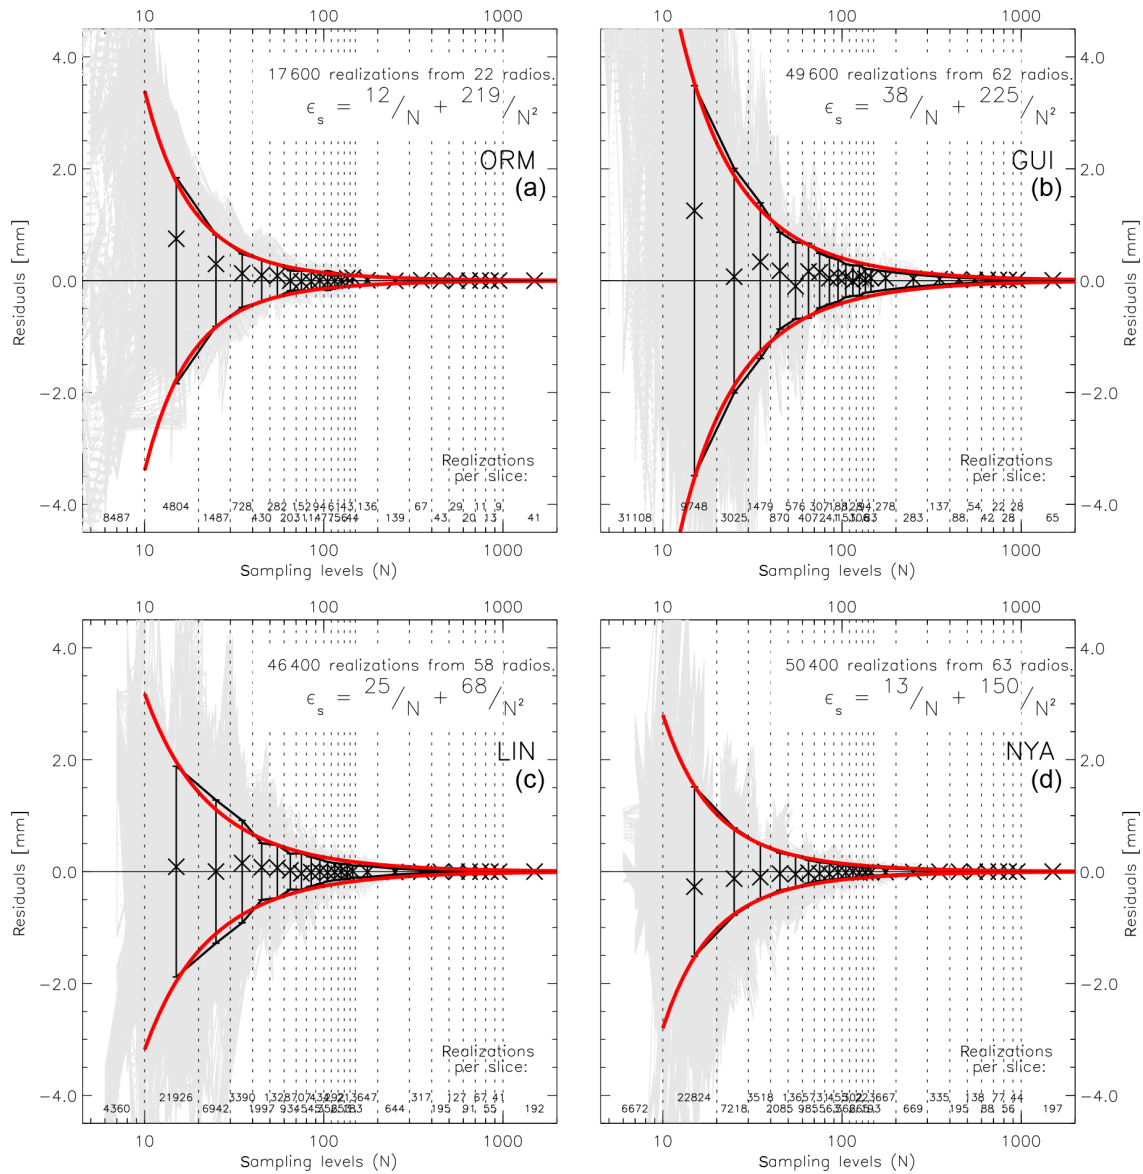 10 100 1000 10 100 1000
4.0 4.0
17 600 realizations from 22 radios. 49 600 realizations from 62 radios.
ϵs = 12/N + 219/N² ϵs = 38/N + 225/N²
ORM GUI
(a) (b)
2.0 2.0
Residuals [mm] Residuals [mm]
0.0 0.0
-2.0 -2.0
Realizations Realizations
per slice: per slice:
-4.0 -4.0
4804 728 282 67 29 11 9 9748 1479 576 137 54 22 28
8487 1487 430 139 43 20 13 41 31108 3025 870 283 88 42 28 65
10 100 1000 10 100 1000
Sampling levels (N) Sampling levels (N)
10 100 1000 10 100 1000
4.0 4.0
46 400 realizations from 58 radios. 50 400 realizations from 63 radios.
ϵs = 25/N + 68/N² ϵs = 13/N + 150/N²
LIN NYA
(c) (d)
2.0 2.0
Residuals [mm] Residuals [mm]
0.0 0.0
-2.0 -2.0
Realizations Realizations
per slice: per slice:
-4.0 -4.0
21926 3390 317 127 67 41 22824 3518 335 138 77 44
4360 6942 1997 644 195 91 55 192 6672 7218 2085 669 195 88 56 197
10 100 1000 10 100 1000
Sampling levels (N) Sampling levels (N)